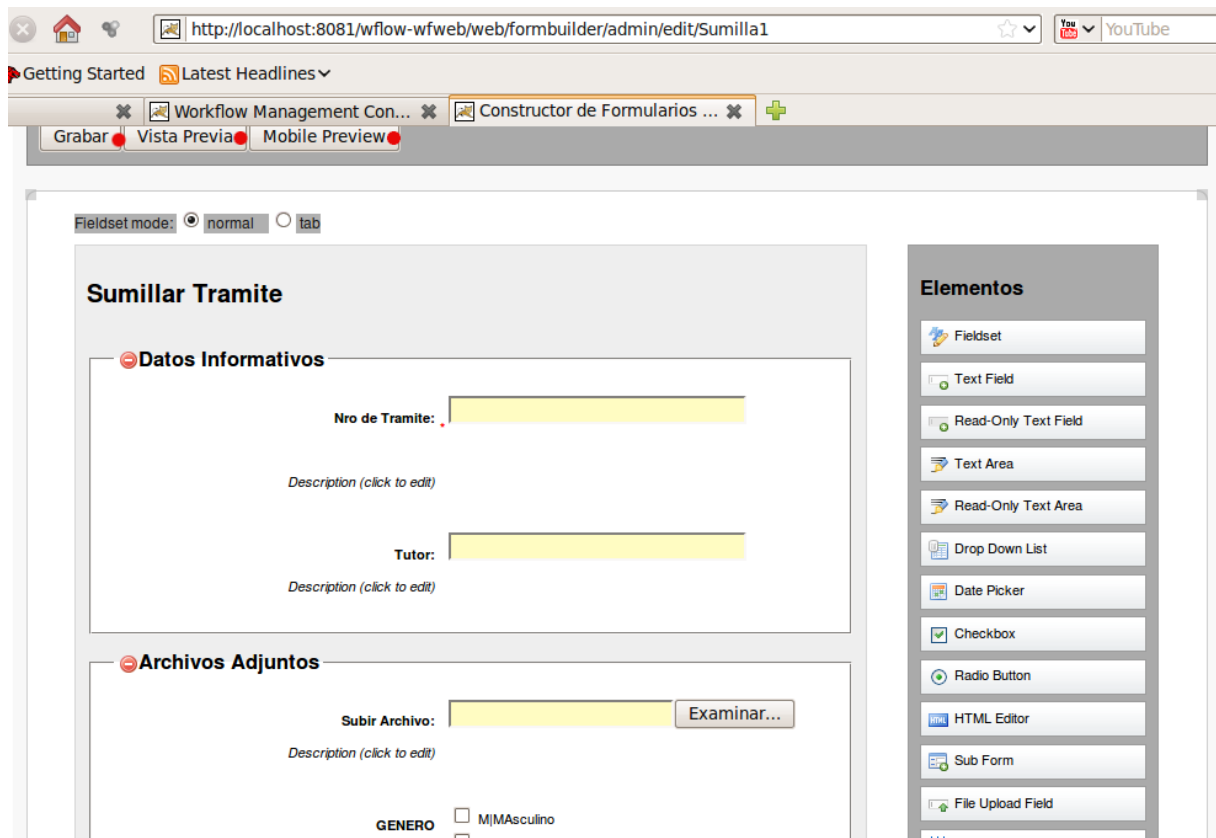 http://localhost:8081/wflow-wfweb/web/formbuilder/admin/edit/Sumilla1
You Tube YouTube
Getting Started Latest Headlines
Workflow Management Con... Constructor de Formularios ...
Grabar Vista Previa Mobile Preview
Fieldset mode: normal tab
Sumillar Tramite
Datos Informativos
Nro de Tramite: *
Description (click to edit)
Tutor:
Description (click to edit)
Archivos Adjuntos
Subir Archivo: Examinar...
Description (click to edit)
GENERO M|MAsculino
Elementos
Fieldset
Text Field
Read-Only Text Field
Text Area
Read-Only Text Area
Drop Down List
Date Picker
Checkbox
Radio Button
HTML HTML Editor
Sub Form
File Upload Field